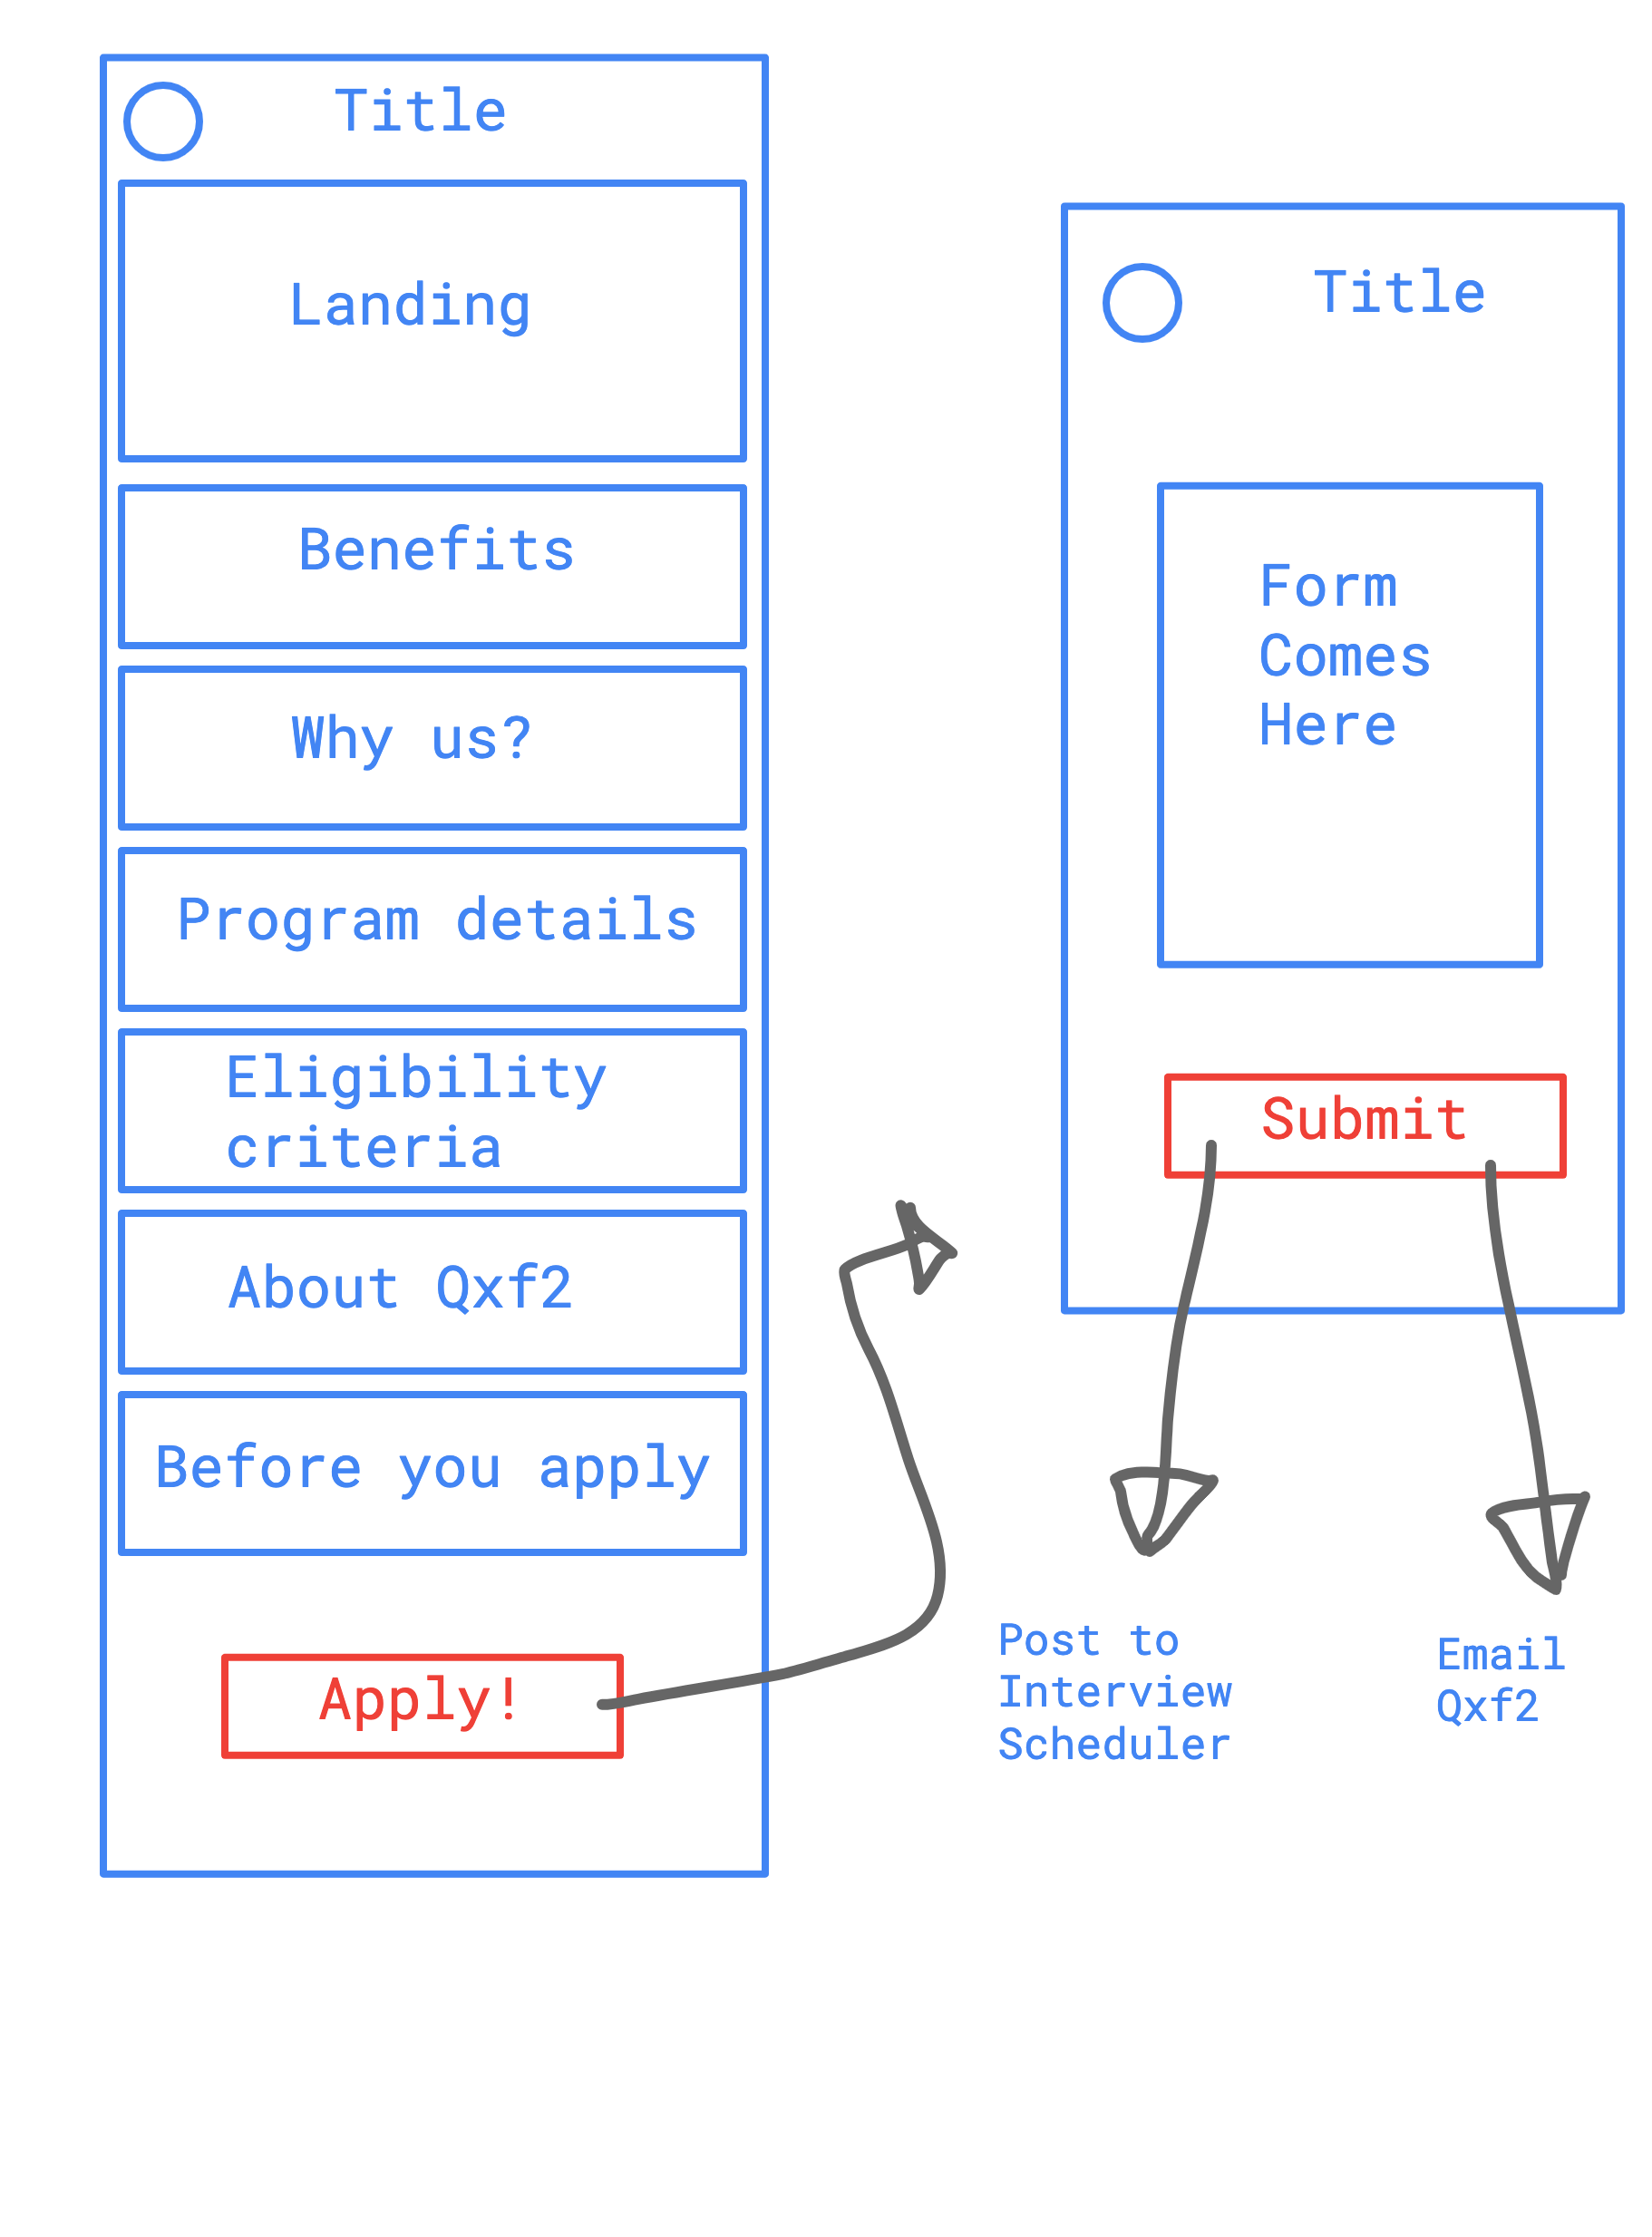 Title
Landing
Benefits
Why us?
Program details
Eligibility
criteria
About Qxf2
Before you apply
Apply!
Title
Form
Comes
Here
Submit
Post to
Interview
Scheduler
Email
Qxf2